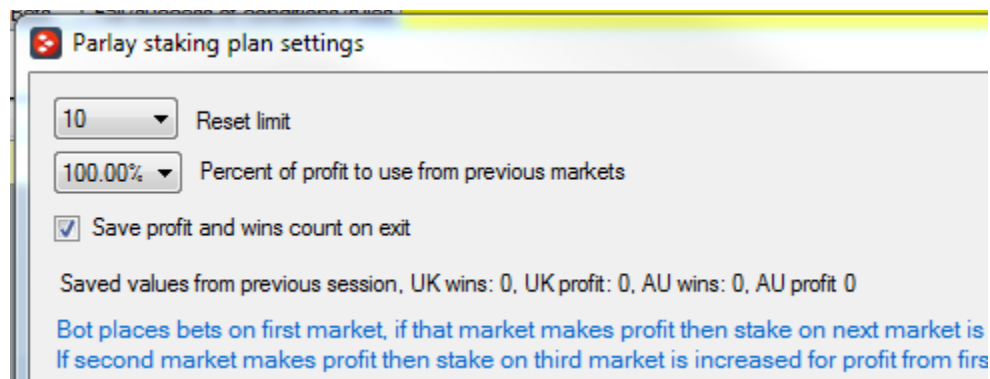 Parlay staking plan settings
10 Reset limit
100.00% Percent of profit to use from previous markets
Save profit and wins count on exit
Saved values from previous session, UK wins: 0, UK profit: 0, AU wins: 0, AU profit 0
Bot places bets on first market, if that market makes profit then stake on next market is
If second market makes profit then stake on third market is increased for profit from